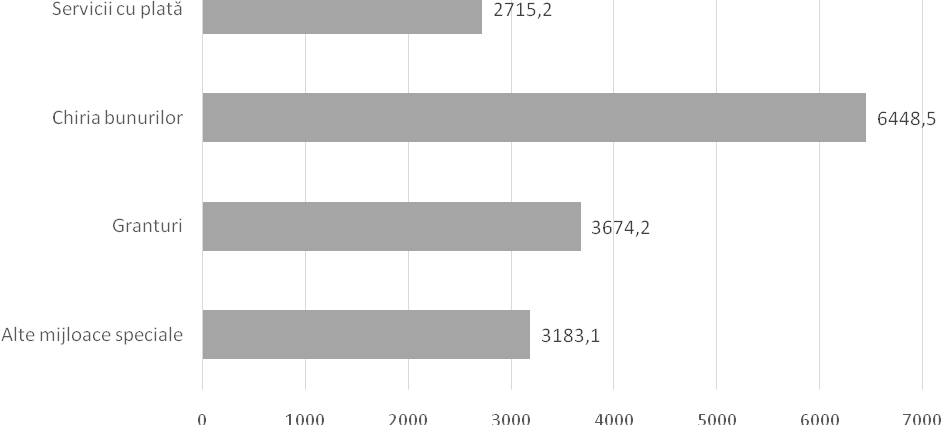 Servicii cu plată 2715,2
Chiria bunurilor 6448,5
Granturi 3674,2
Alte mijloace speciale 3183,1
0 1000 2000 3000 4000 5000 6000 7000